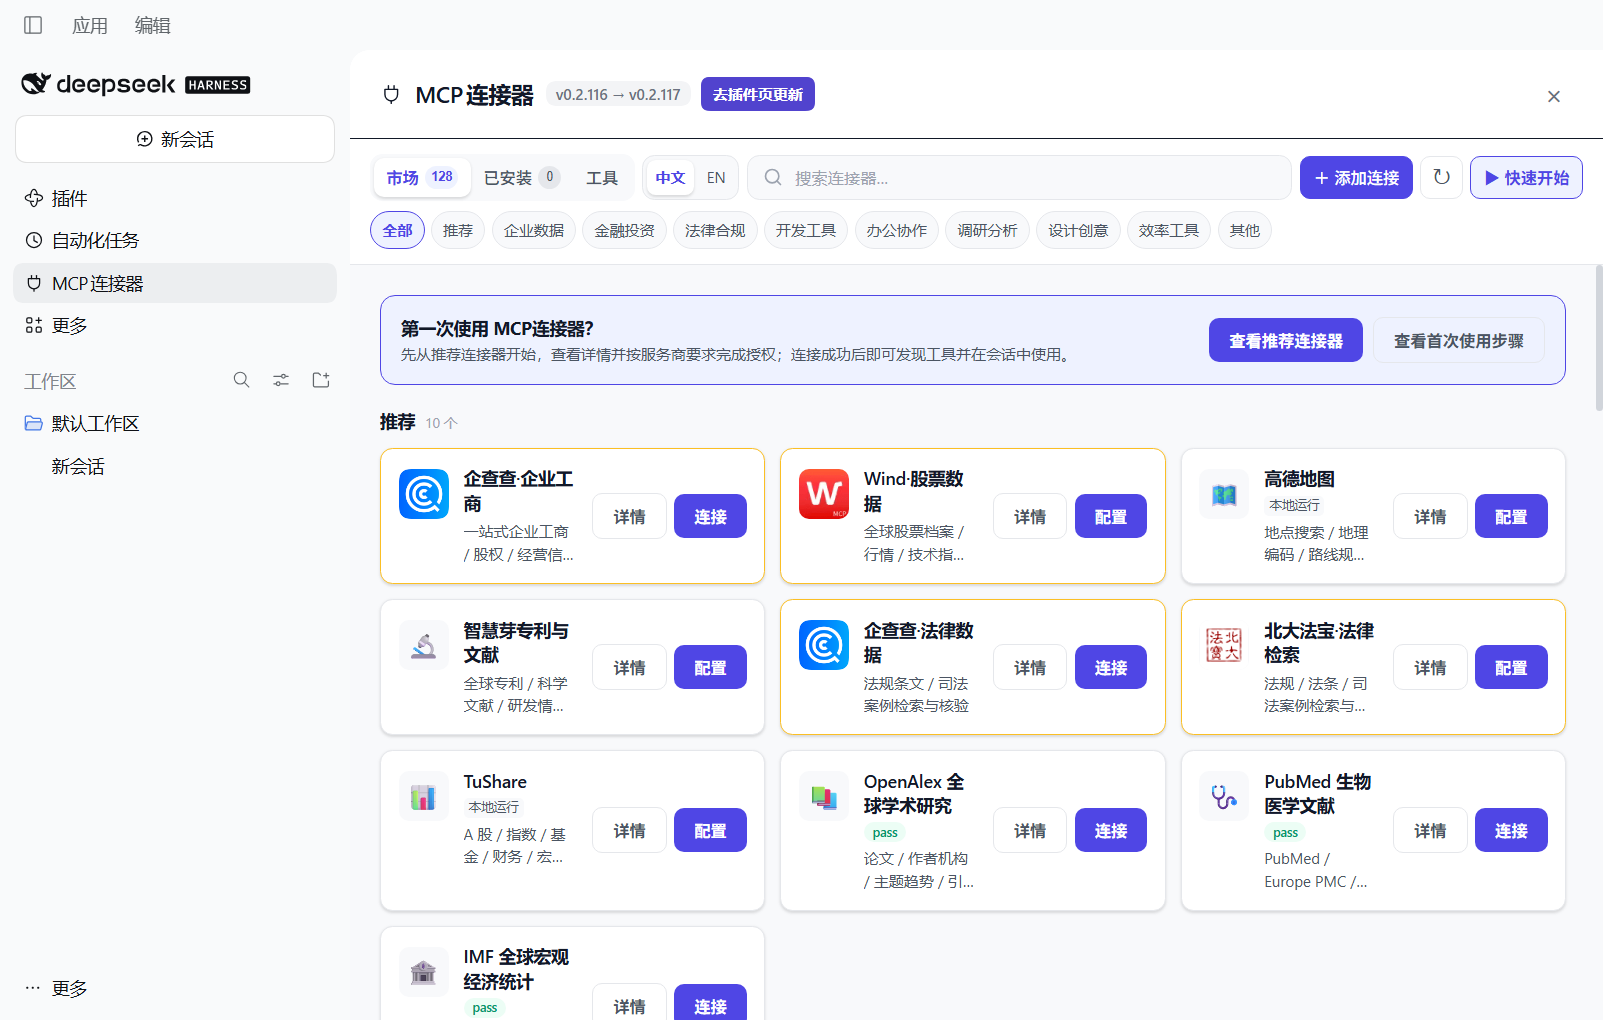 应用 编辑
deepseek HARNESS
新会话
插件
自动化任务
MCP连接器
更多
工作区
默认工作区
新会话
更多
MCP连接器 v0.2.116 → v0.2.117 去插件页更新
市场 128 已安装 0 工具 中文 EN 搜索连接器... + 添加连接 ↻ ▶ 快速开始
全部 推荐 企业数据 金融投资 法律合规 开发工具 办公协作 调研分析 设计创意 效率工具 其他
第一次使用 MCP连接器?
先从推荐连接器开始，查看详情并按服务商要求完成授权；连接成功后即可发现工具并在会话中使用。
查看推荐连接器 查看首次使用步骤
推荐 10 个
企查查·企业工
商
一站式企业工商
/ 股权 / 经营信...
详情 连接
W
MCP
Wind·股票数
据
全球股票档案 /
行情 / 技术指...
详情 配置
高德地图
本地运行
地点搜索 / 地理
编码 / 路线规...
详情 配置
智慧芽专利与
文献
全球专利 / 科学
文献 / 研发情...
详情 配置
企查查·法律数
据
法规条文 / 司法
案例检索与核验
详情 连接
法北
寶大
北大法宝·法律
检索
法规 / 法条 / 司
法案例检索与...
详情 配置
TuShare
本地运行
A 股 / 指数 / 基
金 / 财务 / 宏...
详情 配置
OpenAlex 全
球学术研究
pass
论文 / 作者机构
/ 主题趋势 / 引...
详情 连接
PubMed 生物
医学文献
pass
PubMed /
Europe PMC /...
详情 连接
IMF 全球宏观
经济统计
pass
详情 连接